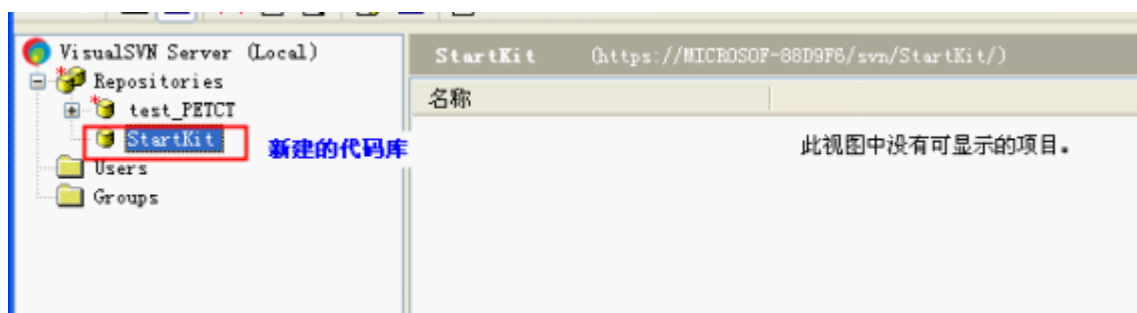 VisualSVN Server (Local)
Repositories
test_PETCT
StartKit
新建的代码库
Users
Groups
StartKit (https://MICROSOF-88D9F6/svn/StartKit/)
名称
此视图中没有可显示的项目。